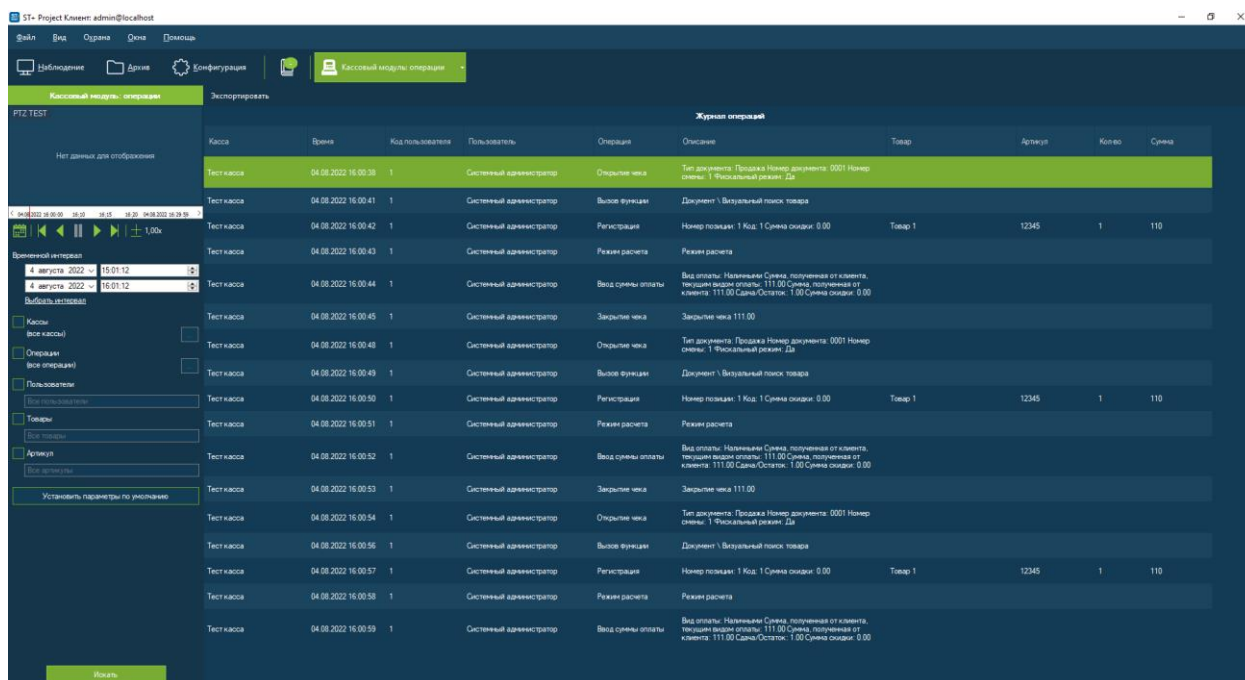 ST+ Project Клиент: admin@localhost
Файл Вид Охрана Окна Помощь
Наблюдение Архив Конфигурация Кассовый модуль: операции
Кассовый модуль: операции Экспортировать
PTZ TEST
Нет данных для отображения
04.08.2022 16:00:00 16:10 16:15 16:20 04.08.2022 16:29:59
1,00x
Временной интервал
4 августа 2022 15:01:12
4 августа 2022 16:01:12
Выбрать интервал
Кассы
(все кассы)
Операции
(все операции)
Пользователи
Все пользователи
Товары
Все товары
Артикул
Все артикулы
Установить параметры по умолчанию
Искать
Журнал операций
Касса Время Код пользователя Пользователь Операция Описание Товар Артикул Кол-во Сумма
Тест касса 04.08.2022 16:00:38 1 Системный администратор Открытие чека Тип документа: Продажа Номер документа: 0001 Номер
смены: 1 Фискальный режим: Да
Тест касса 04.08.2022 16:00:41 1 Системный администратор Вызов функции Документ \ Визуальный поиск товара
Тест касса 04.08.2022 16:00:42 1 Системный администратор Регистрация Номер позиции: 1 Код: 1 Сумма скидки: 0.00 Товар 1 12345 1 110
Тест касса 04.08.2022 16:00:43 1 Системный администратор Режим расчета Режим расчета
Тест касса 04.08.2022 16:00:44 1 Системный администратор Ввод суммы оплаты Вид оплаты: Наличными Сумма, полученная от клиента,
текущим видом оплаты: 111.00 Сумма, полученная от
клиента: 111.00 Сдача/Остаток: 1.00 Сумма скидки: 0.00
Тест касса 04.08.2022 16:00:45 1 Системный администратор Закрытие чека Закрытие чека 111.00
Тест касса 04.08.2022 16:00:48 1 Системный администратор Открытие чека Тип документа: Продажа Номер документа: 0001 Номер
смены: 1 Фискальный режим: Да
Тест касса 04.08.2022 16:00:49 1 Системный администратор Вызов функции Документ \ Визуальный поиск товара
Тест касса 04.08.2022 16:00:50 1 Системный администратор Регистрация Номер позиции: 1 Код: 1 Сумма скидки: 0.00 Товар 1 12345 1 110
Тест касса 04.08.2022 16:00:51 1 Системный администратор Режим расчета Режим расчета
Тест касса 04.08.2022 16:00:52 1 Системный администратор Ввод суммы оплаты Вид оплаты: Наличными Сумма, полученная от клиента,
текущим видом оплаты: 111.00 Сумма, полученная от
клиента: 111.00 Сдача/Остаток: 1.00 Сумма скидки: 0.00
Тест касса 04.08.2022 16:00:53 1 Системный администратор Закрытие чека Закрытие чека 111.00
Тест касса 04.08.2022 16:00:54 1 Системный администратор Открытие чека Тип документа: Продажа Номер документа: 0001 Номер
смены: 1 Фискальный режим: Да
Тест касса 04.08.2022 16:00:56 1 Системный администратор Вызов функции Документ \ Визуальный поиск товара
Тест касса 04.08.2022 16:00:57 1 Системный администратор Регистрация Номер позиции: 1 Код: 1 Сумма скидки: 0.00 Товар 1 12345 1 110
Тест касса 04.08.2022 16:00:58 1 Системный администратор Режим расчета Режим расчета
Тест касса 04.08.2022 16:00:59 1 Системный администратор Ввод суммы оплаты Вид оплаты: Наличными Сумма, полученная от клиента,
текущим видом оплаты: 111.00 Сумма, полученная от
клиента: 111.00 Сдача/Остаток: 1.00 Сумма скидки: 0.00